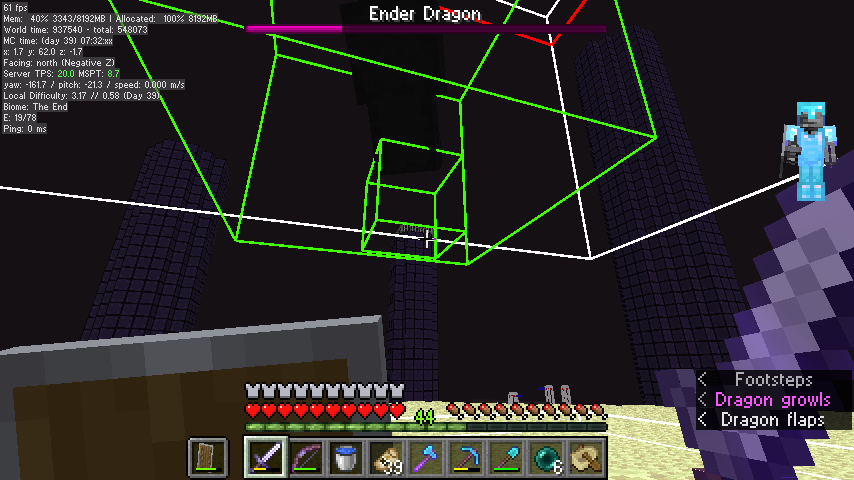 61 fps
Mem: 40% 3343/8192MB | Allocated: 100% 8192MB
World time: 937540 - total: 548073
MC time: (day 39) 07:32:xx
x: 1.7 y: 62.0 z: -1.7
Facing: north (Negative Z)
Server TPS: 20.0 MSPT: 8.7
yaw: -161.7 / pitch: -21.3 / speed: 0.000 m/s
Local Difficulty: 3.17 // 0.58 (Day 39)
Biome: The End
E: 19/78
Ping: 0 ms
Ender Dragon
< Footsteps
< Dragon growls
< Dragon flaps
44
39
6